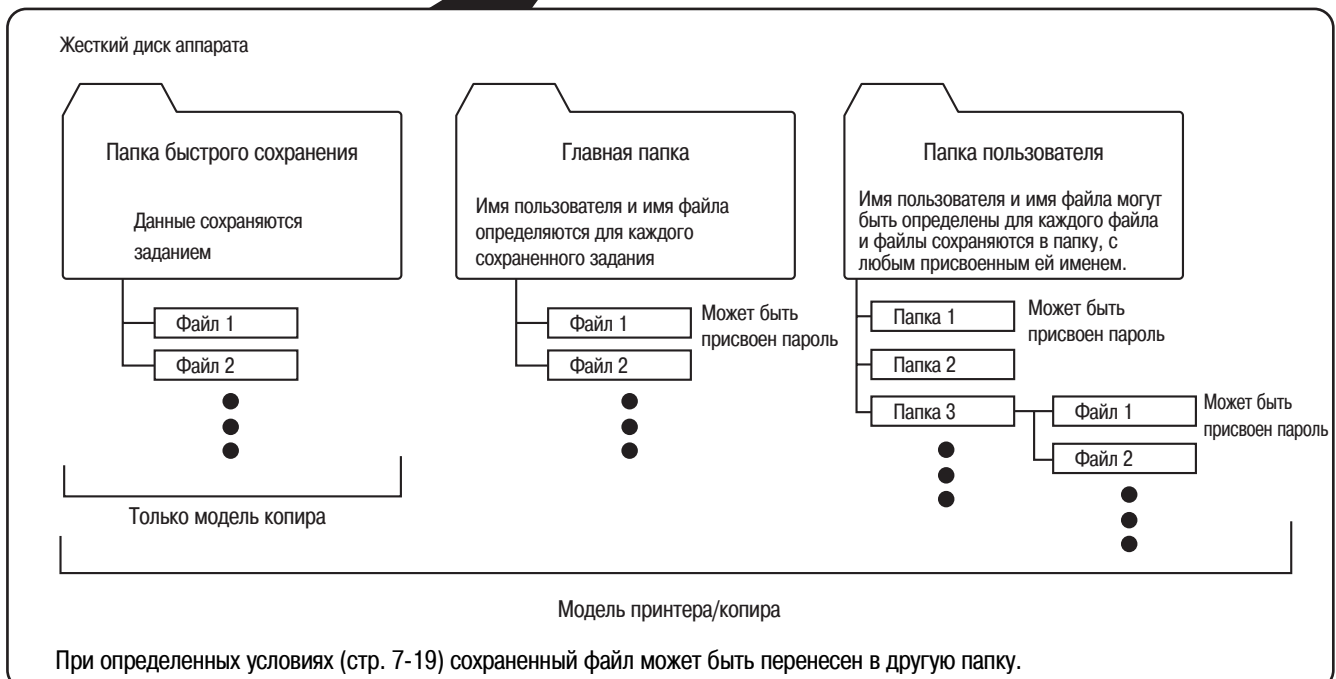 Жесткий диск аппарата
Папка быстрого сохранения
Данные сохраняются
заданием
Файл 1
Файл 2
Только модель копира
Главная папка
Имя пользователя и имя файла
определяются для каждого
сохраненного задания
Файл 1
Может быть
присвоен пароль
Файл 2
Папка пользователя
Имя пользователя и имя файла могут
быть определены для каждого файла
и файлы сохраняются в папку, с
любым присвоенным ей именем.
Папка 1
Может быть
присвоен пароль
Папка 2
Папка 3
Файл 1
Может быть
присвоен пароль
Файл 2
Модель принтера/копира
При определенных условиях (стр. 7-19) сохраненный файл может быть перенесен в другую папку.